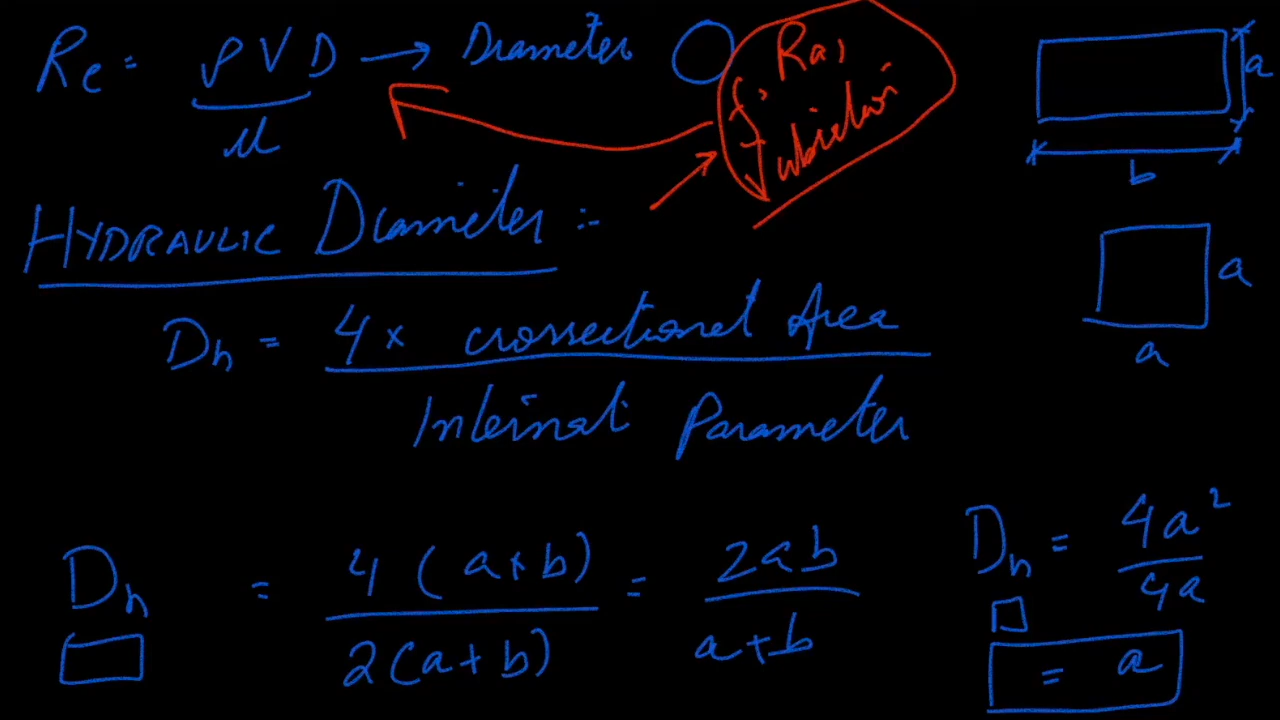 Re = ρVD/μ → Diameter
f, Ra,
a
b
HYDRAULIC Diameter :-
a
a
Dh = 4 x crossectional Area / Internal Parameter
Dh = 4(a+b)/2(a+b) = 2ab/a+b
Dh = 4a²/4a
= a